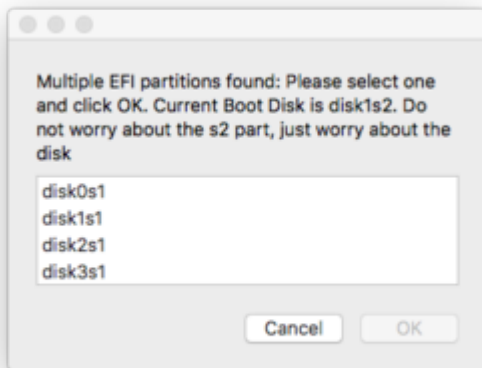 Multiple EFI partitions found: Please select one
and click OK. Current Boot Disk is disk1s2. Do
not worry about the s2 part, just worry about the
disk
disk0s1
disk1s1
disk2s1
disk3s1
Cancel OK